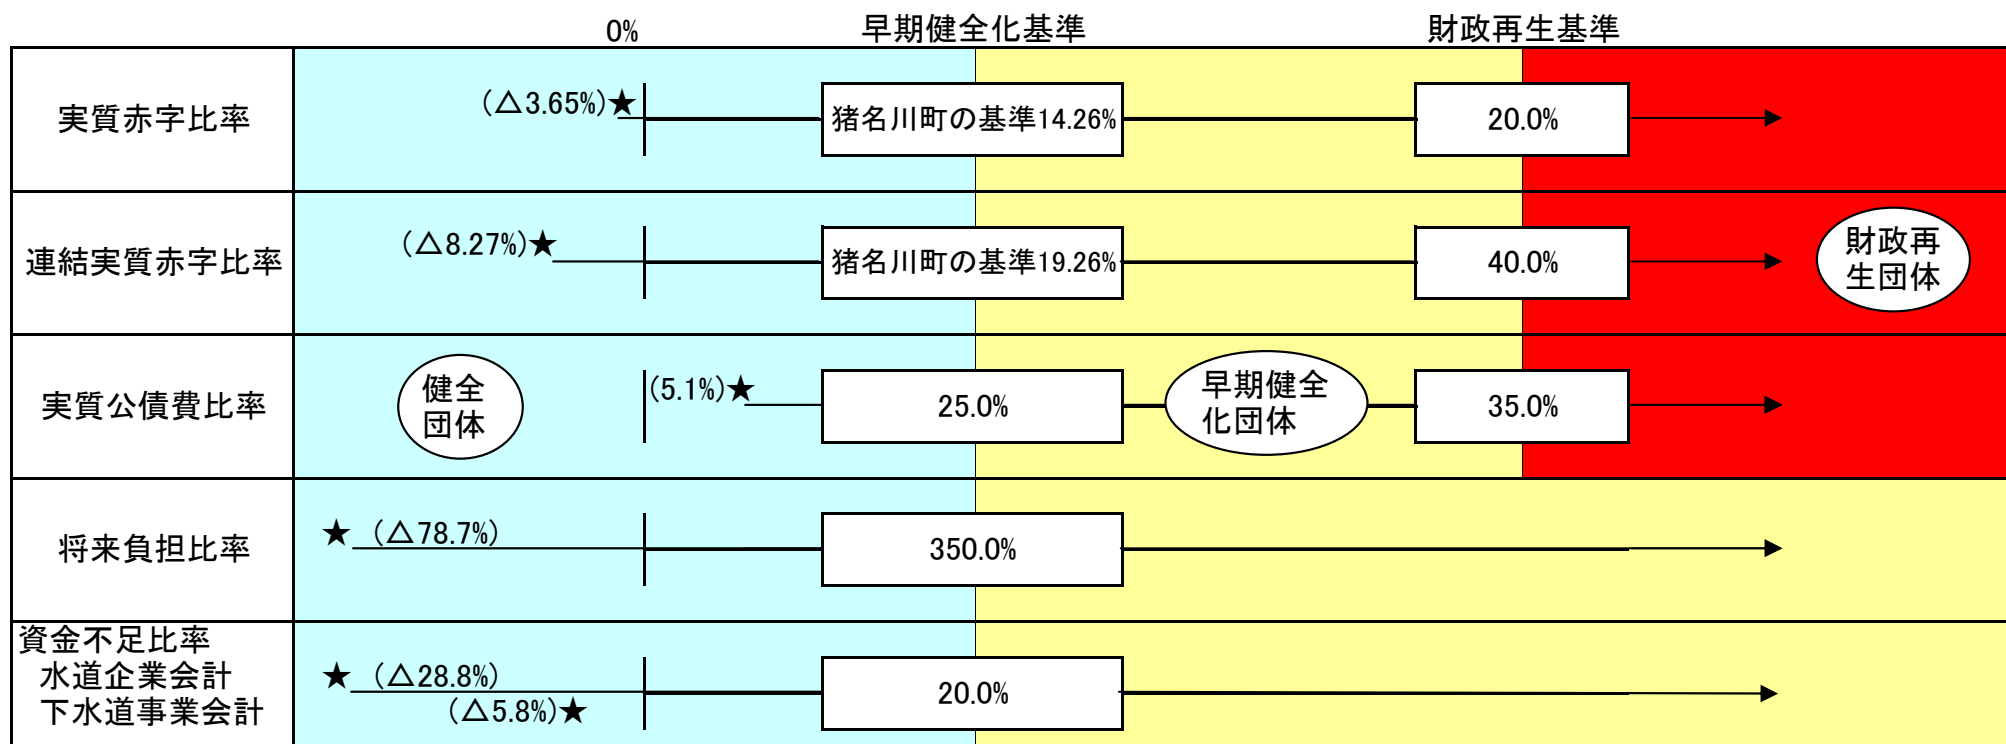 0% 早期健全化基準 財政再生基準
実質赤字比率 (△3.65%)★ 猪名川町の基準14.26% 20.0%
連結実質赤字比率 (△8.27%)★ 猪名川町の基準19.26% 40.0%
財政再
生団体
実質公債費比率 (5.1%)★ 25.0% 35.0%
健全
団体
早期健全
化団体
将来負担比率 ★ (△78.7%) 350.0%
資金不足比率
水道企業会計 ★ (△28.8%) 20.0%
下水道事業会計 (△5.8%)★